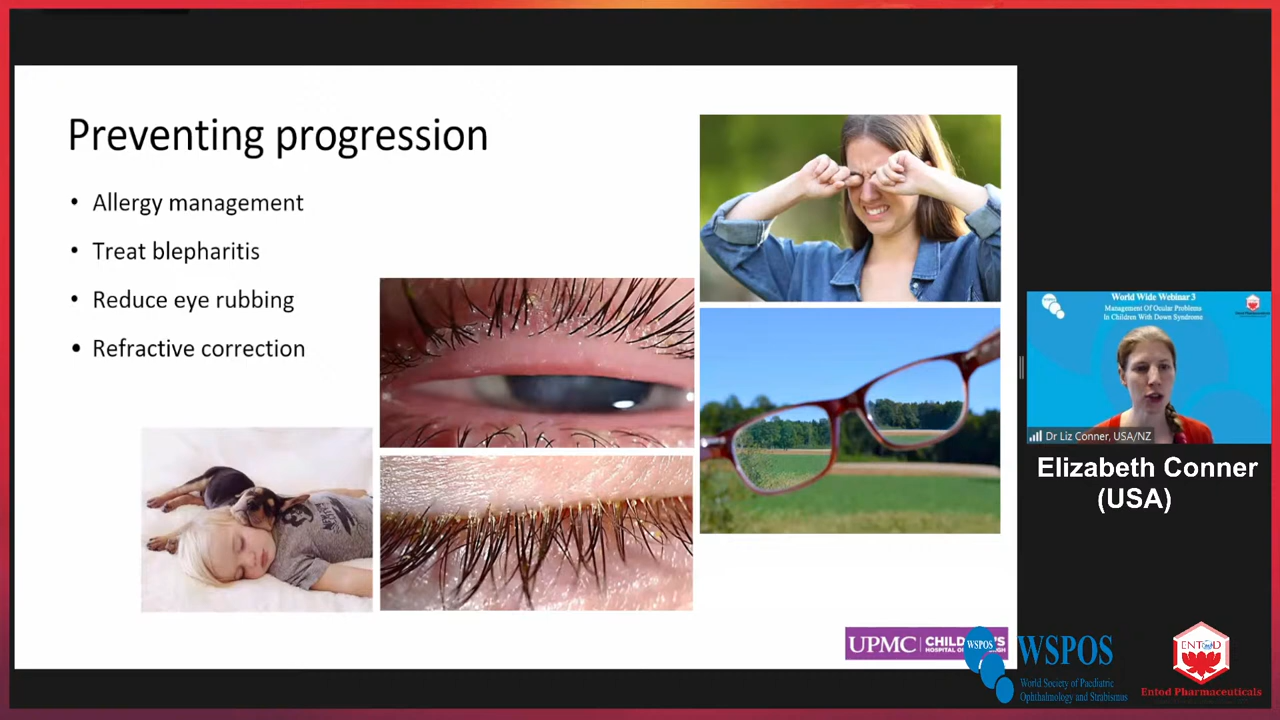 Preventing progression
• Allergy management
• Treat blepharitis
• Reduce eye rubbing
• Refractive correction
World Wide Webinar 3
Management Of Ocular Problems
In Children With Down Syndrome
Dr Liz Conner, USA/NZ
Elizabeth Conner
(USA)
UPMC
WSPOS
WSPOS
World Society of Paediatric
Ophthalmology and Strabismus
ENTOD
Entod Pharmaceuticals